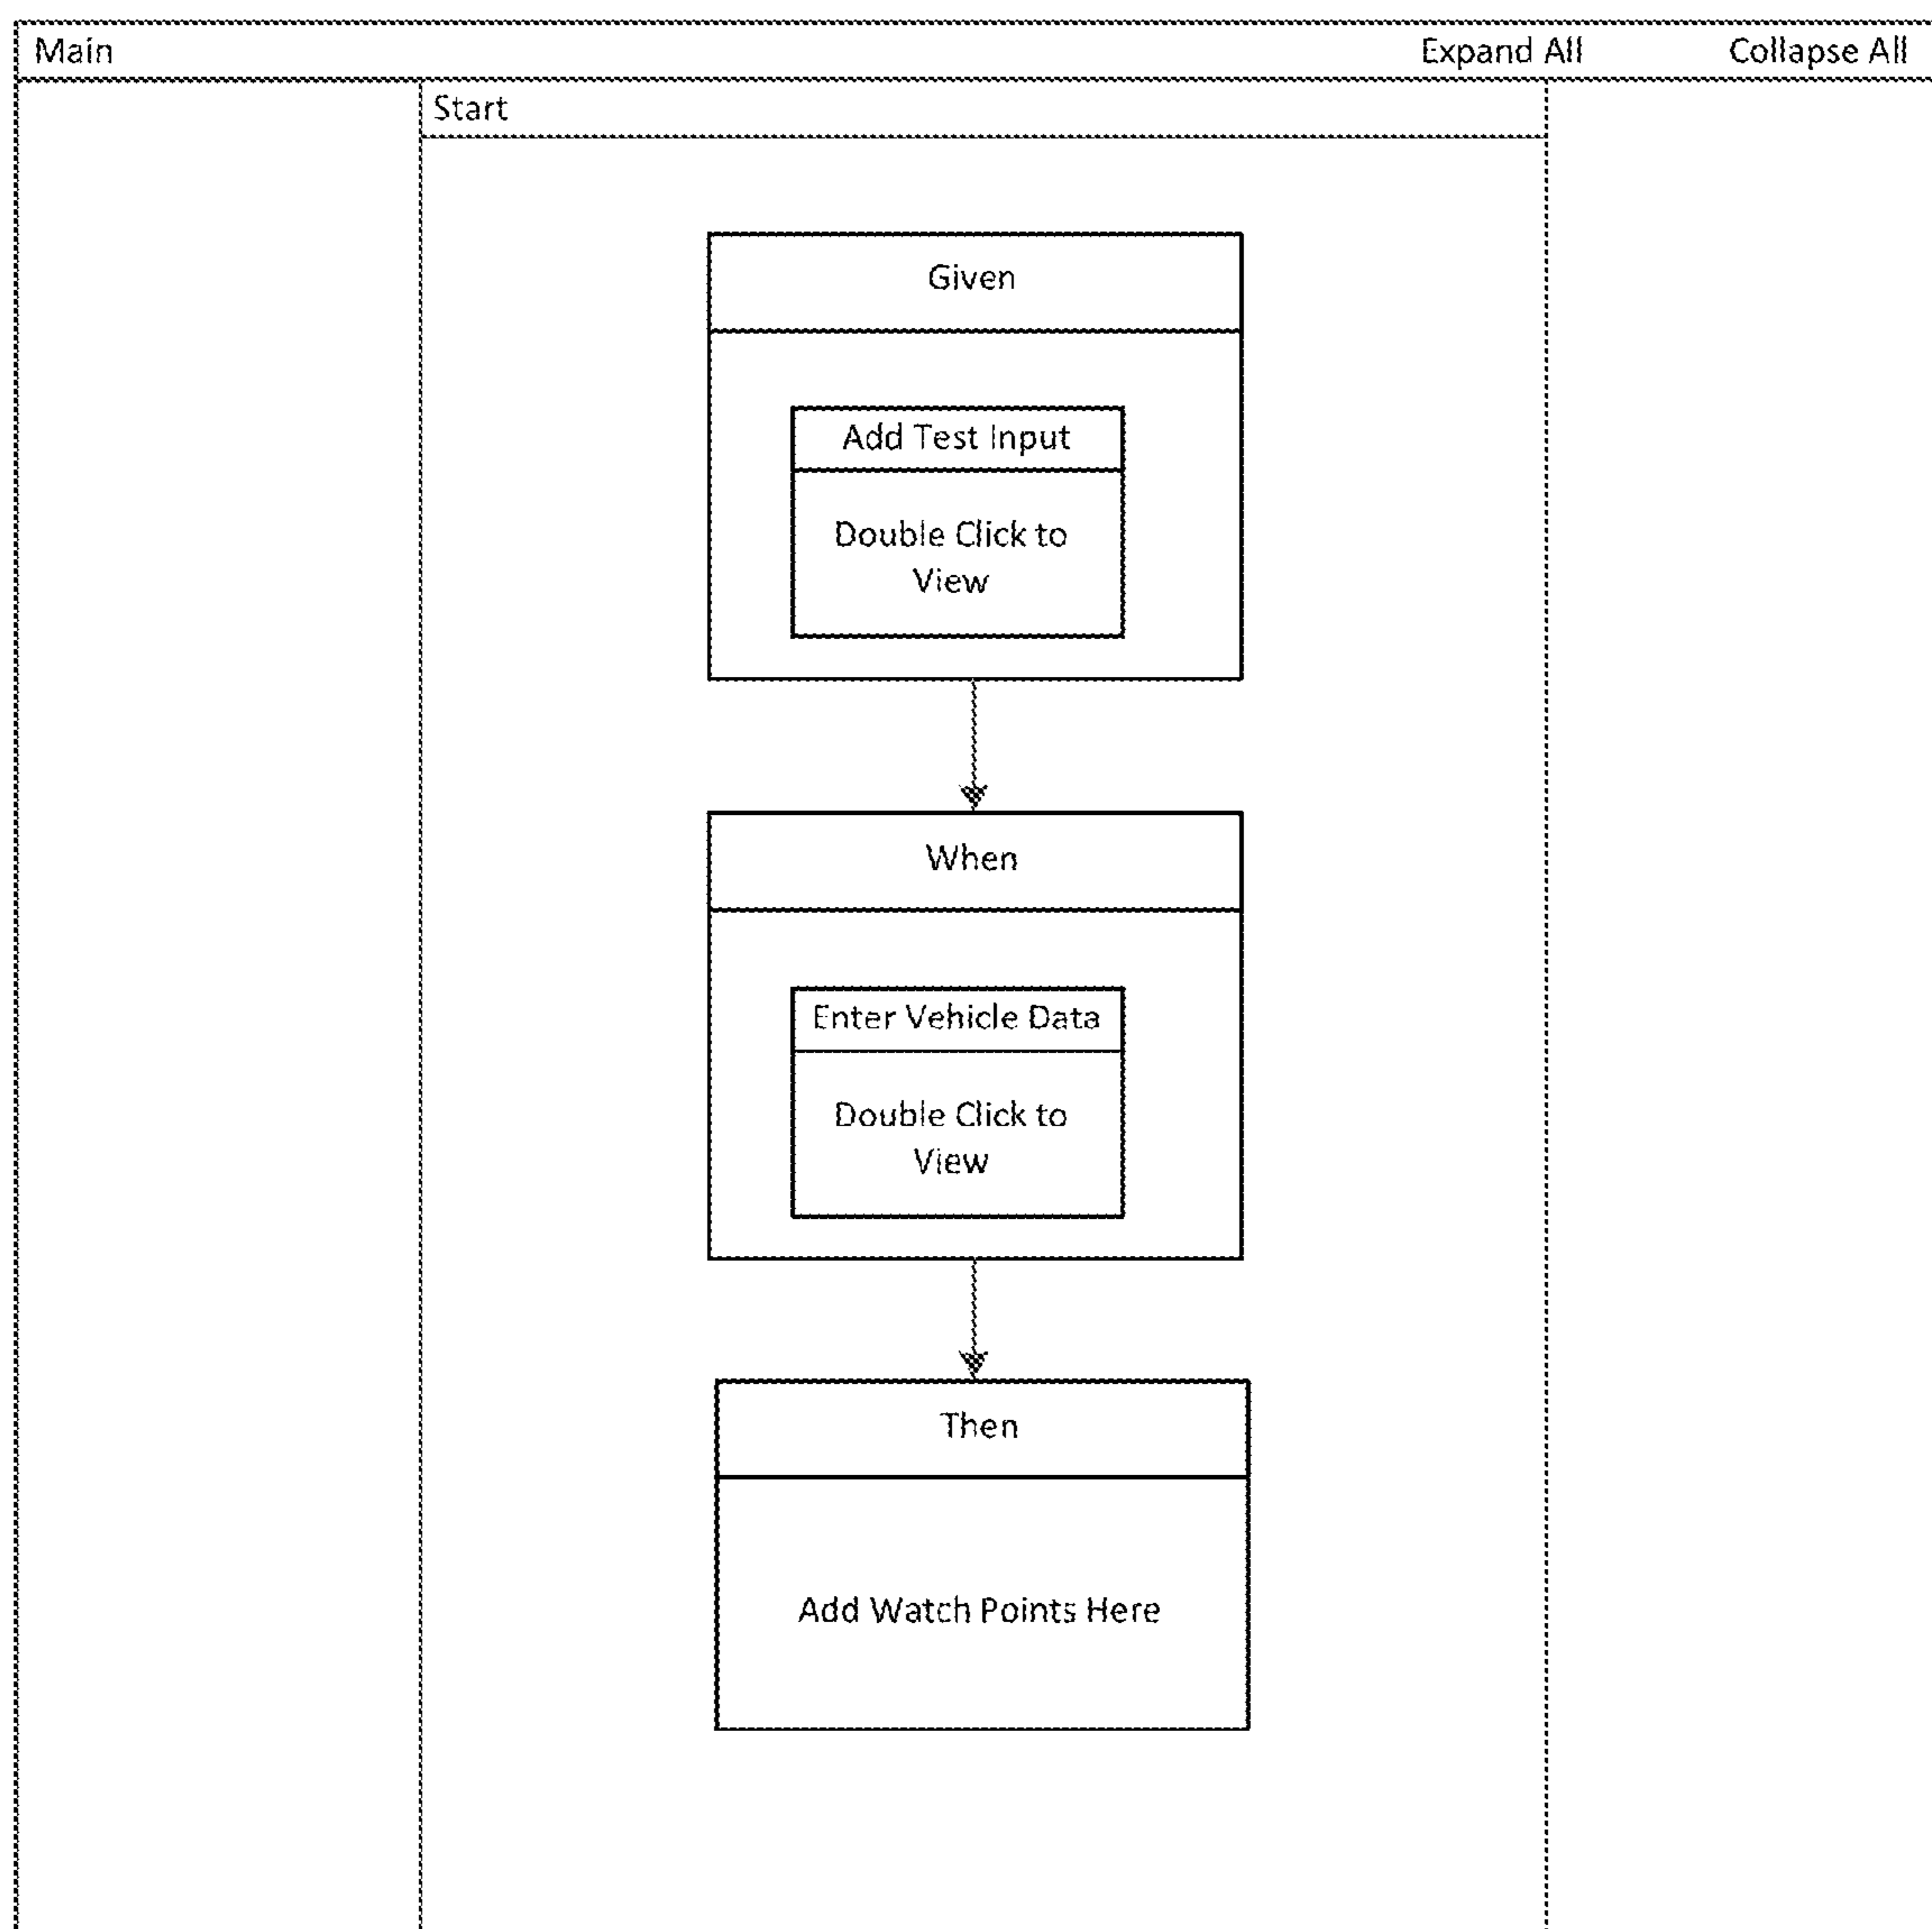 Main Expand All Collapse All
Start
Given
Add Test Input
Double Click to
View
When
Enter Vehicle Data
Double Click to
View
Then
Add Watch Points Here